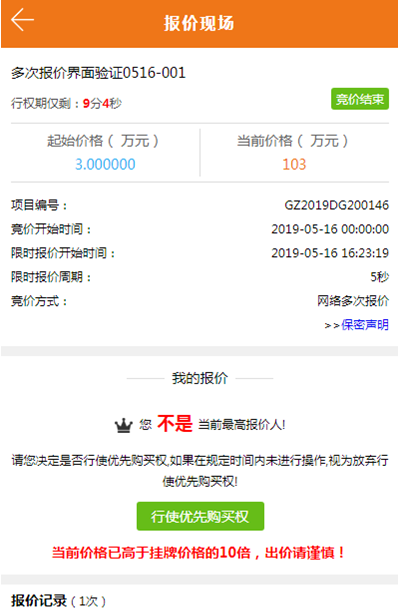 报价现场
多次报价界面验证0516-001
行权期仅剩：9分4秒
竞价结束
起始价格（ 万元） 当前价格（ 万元）
3.000000 103
项目编号： GZ2019DG200146
竞价开始时间： 2019-05-16 00:00:00
限时报价开始时间： 2019-05-16 16:23:19
限时报价周期： 5秒
竞价方式： 网络多次报价
>>保密声明
我的报价
您 不是 当前最高报价人!
请您决定是否行使优先购买权,如果在规定时间内未进行操作,视为放弃行
使优先购买权!
行使优先购买权
当前价格已高于挂牌价格的10倍，出价请谨慎！
报价记录（1次）